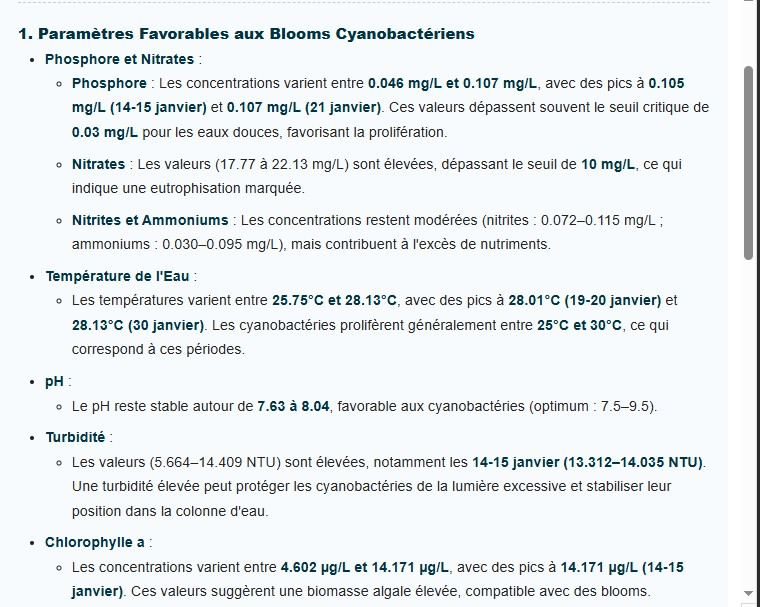 1. Paramètres Favorables aux Blooms Cyanobactériens
Phosphore et Nitrates :
Phosphore : Les concentrations varient entre 0.046 mg/L et 0.107 mg/L, avec des pics à 0.105
mg/L (14-15 janvier) et 0.107 mg/L (21 janvier). Ces valeurs dépassent souvent le seuil critique de
0.03 mg/L pour les eaux douces, favorisant la prolifération.
Nitrates : Les valeurs (17.77 à 22.13 mg/L) sont élevées, dépassant le seuil de 10 mg/L, ce qui
indique une eutrophisation marquée.
Nitrites et Ammoniums : Les concentrations restent modérées (nitrites : 0.072–0.115 mg/L ;
ammoniums : 0.030–0.095 mg/L), mais contribuent à l'excès de nutriments.
Température de l'Eau :
Les températures varient entre 25.75°C et 28.13°C, avec des pics à 28.01°C (19-20 janvier) et
28.13°C (30 janvier). Les cyanobactéries prolifèrent généralement entre 25°C et 30°C, ce qui
correspond à ces périodes.
pH :
Le pH reste stable autour de 7.63 à 8.04, favorable aux cyanobactéries (optimum : 7.5–9.5).
Turbidité :
Les valeurs (5.664–14.409 NTU) sont élevées, notamment les 14-15 janvier (13.312–14.035 NTU).
Une turbidité élevée peut protéger les cyanobactéries de la lumière excessive et stabiliser leur
position dans la colonne d'eau.
Chlorophylle a :
Les concentrations varient entre 4.602 µg/L et 14.171 µg/L, avec des pics à 14.171 µg/L (14-15
janvier). Ces valeurs suggèrent une biomasse algale élevée, compatible avec des blooms.